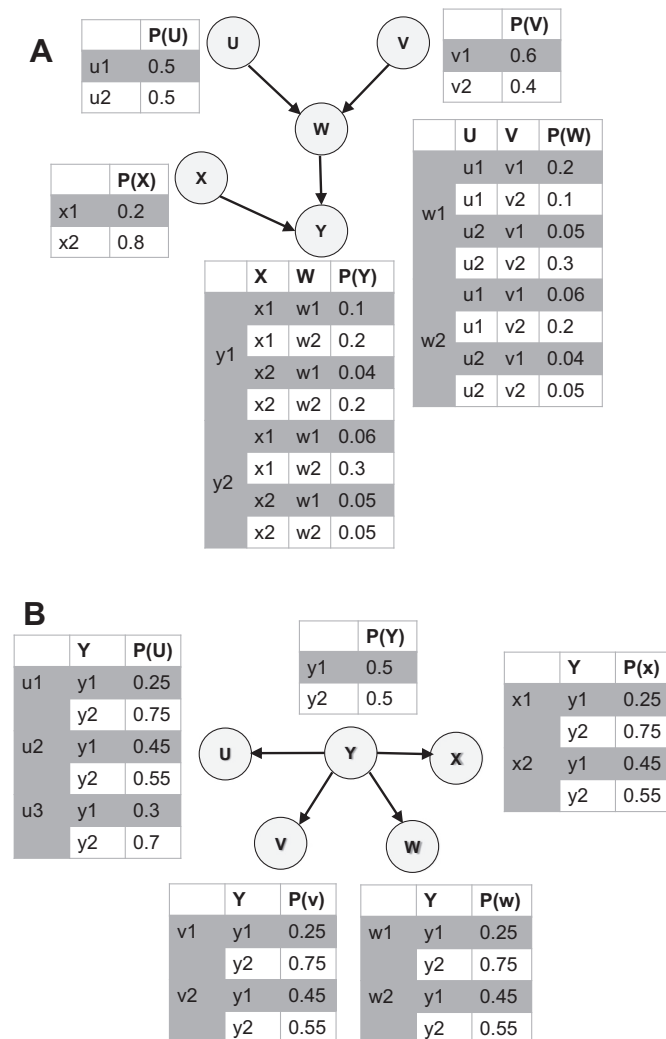 A
P(U)
u1 0.5
u2 0.5
U
V
P(V)
v1 0.6
v2 0.4
W
X
Y
P(X)
x1 0.2
x2 0.8
U V P(W)
w1
u1 v1 0.2
u1 v2 0.1
u2 v1 0.05
u2 v2 0.3
w2
u1 v1 0.06
u1 v2 0.2
u2 v1 0.04
u2 v2 0.05
X W P(Y)
y1
x1 w1 0.1
x1 w2 0.2
x2 w1 0.04
x2 w2 0.2
y2
x1 w1 0.06
x1 w2 0.3
x2 w1 0.05
x2 w2 0.05
B
Y P(U)
u1 y1 0.25
y2 0.75
u2 y1 0.45
y2 0.55
u3 y1 0.3
y2 0.7
P(Y)
y1 0.5
y2 0.5
Y P(x)
x1 y1 0.25
y2 0.75
x2 y1 0.45
y2 0.55
U
Y
X
V
W
Y P(v)
v1 y1 0.25
y2 0.75
v2 y1 0.45
y2 0.55
Y P(w)
w1 y1 0.25
y2 0.75
w2 y1 0.45
y2 0.55